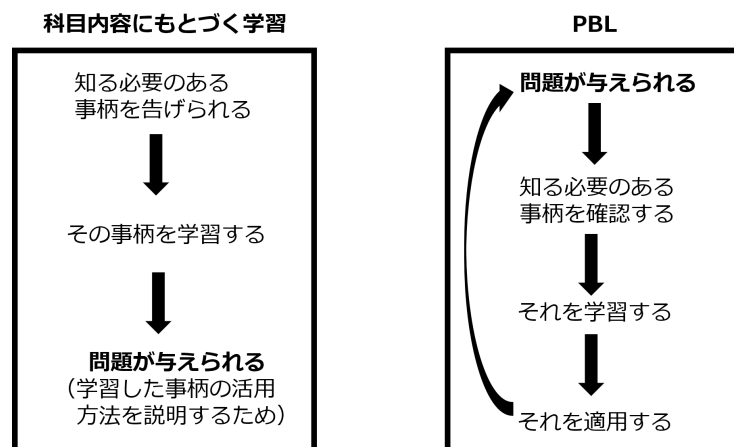 科目内容にもとづく学習
知る必要のある
事柄を告げられる
その事柄を学習する
問題が与えられる
（学習した事柄の活用
方法を説明するため）
PBL
問題が与えられる
知る必要のある
事柄を確認する
それを学習する
それを適用する